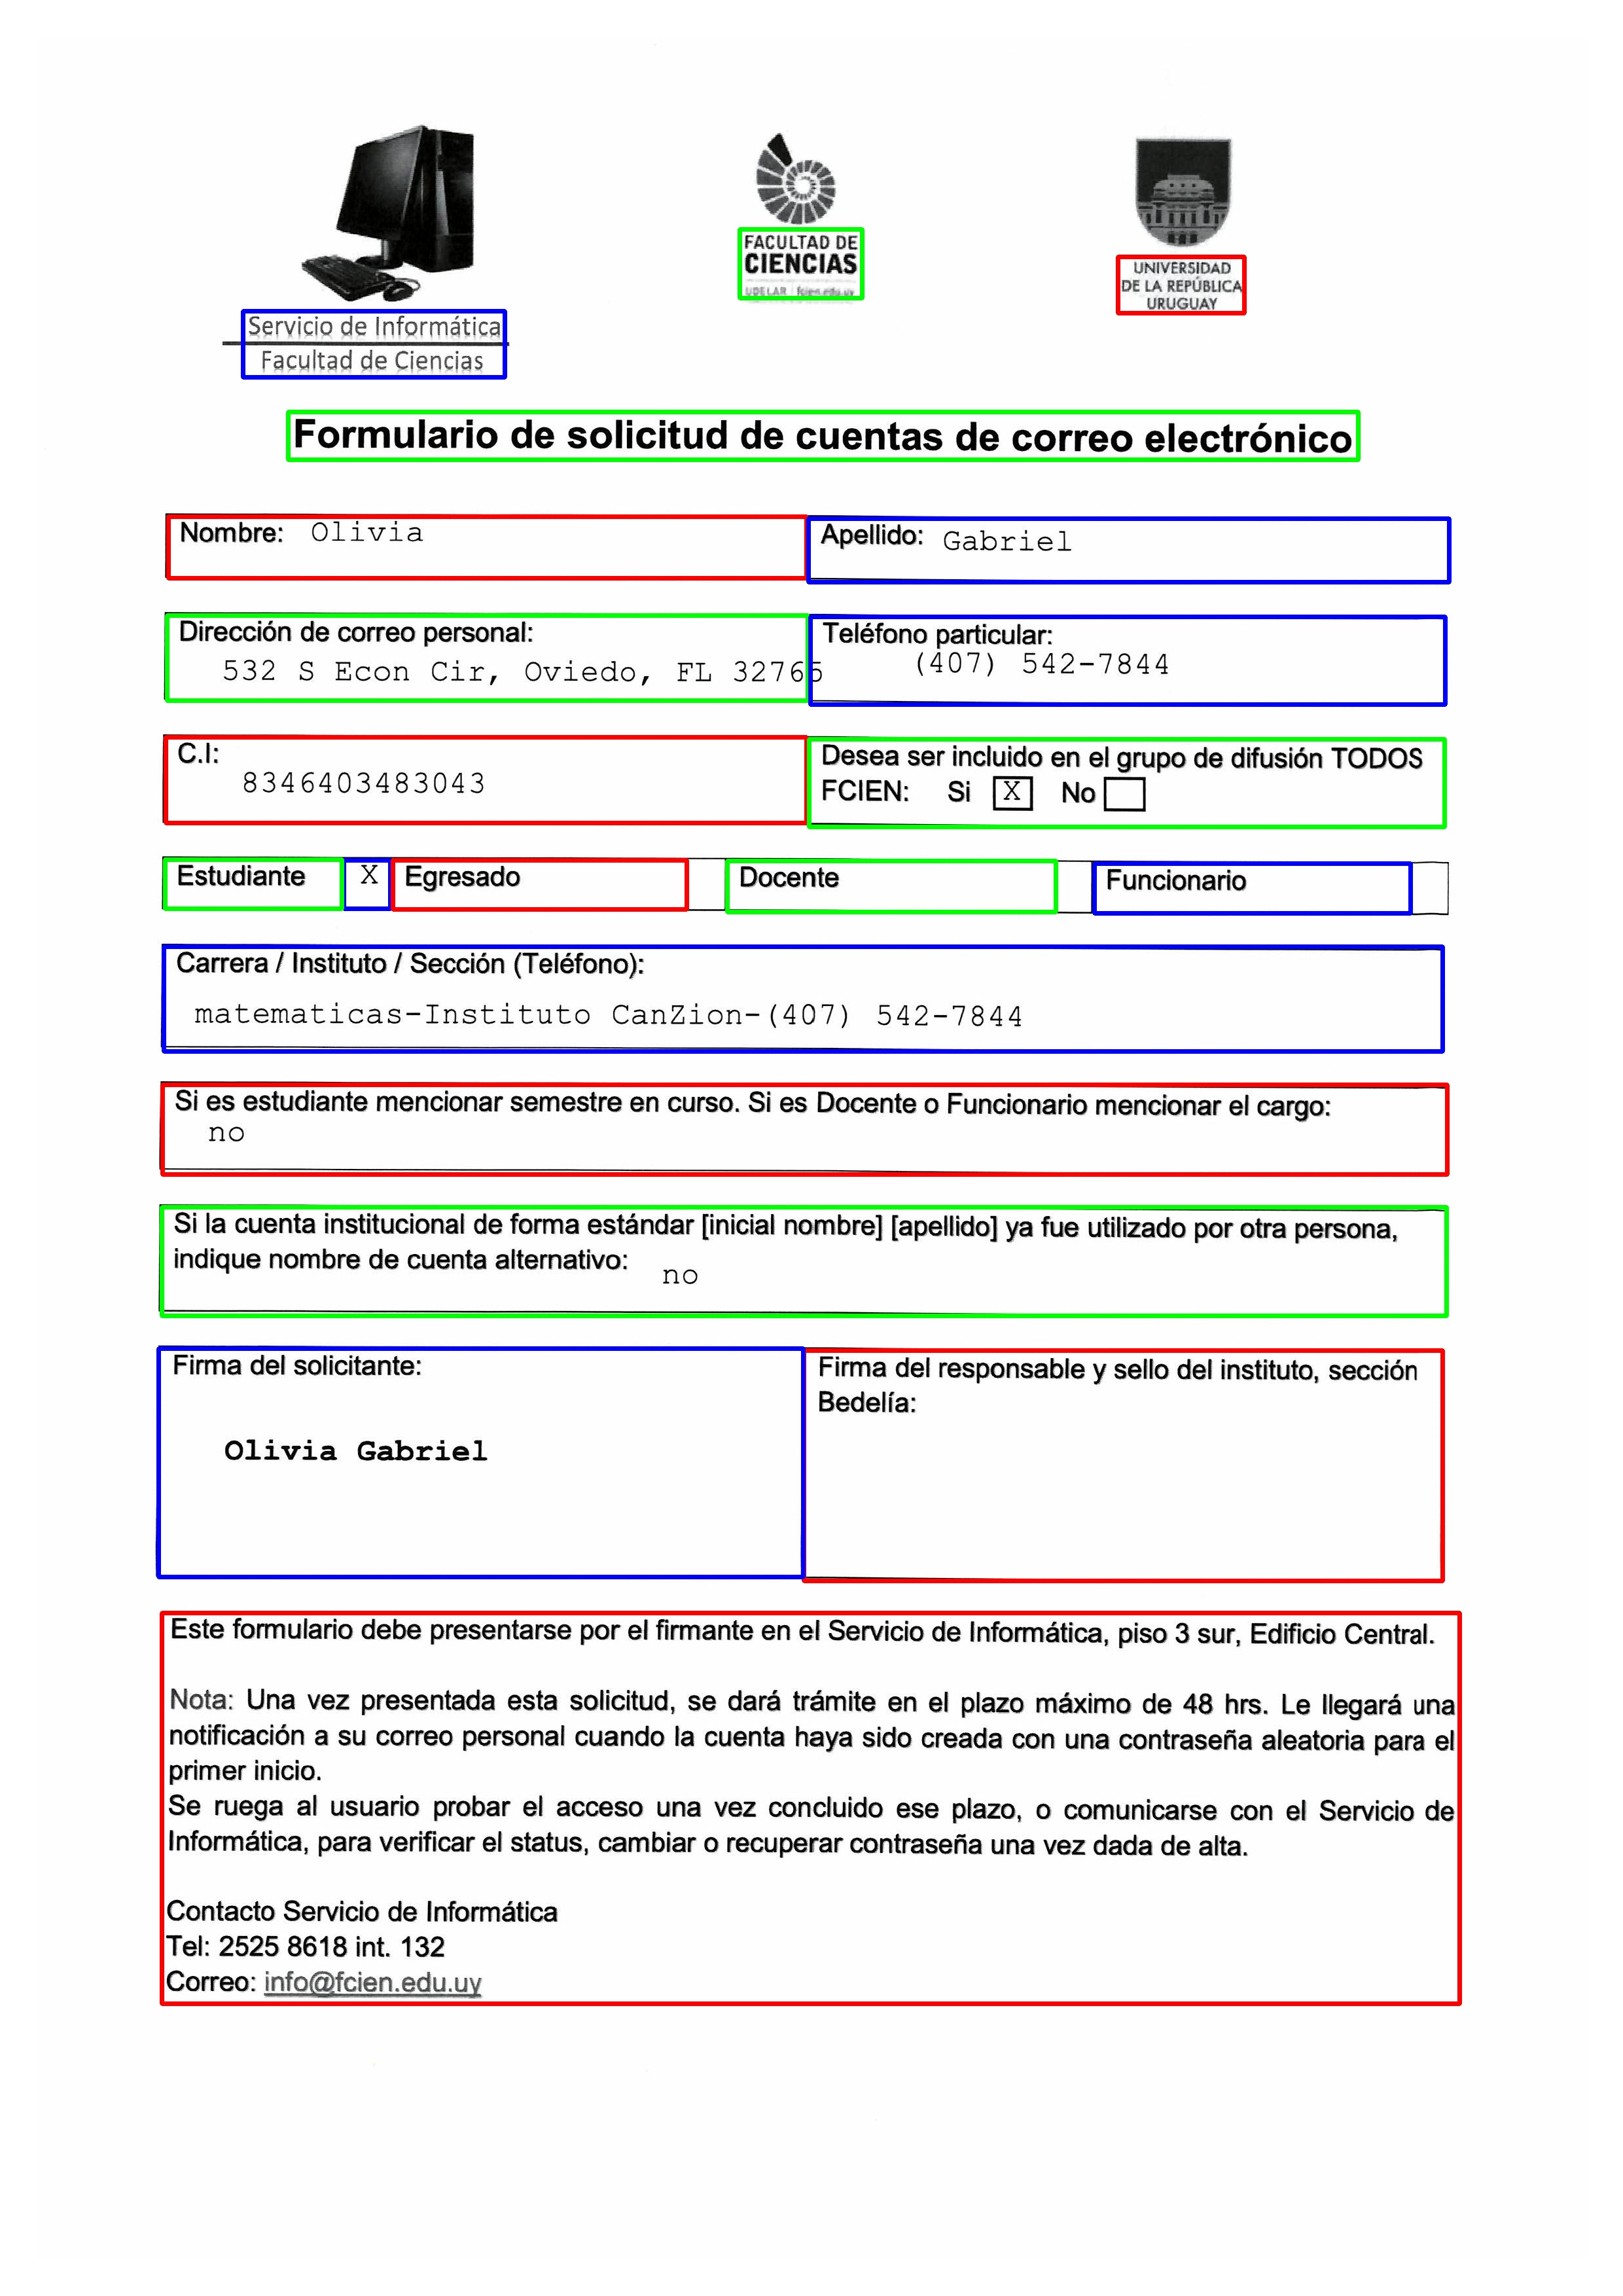 Servicio de Informática
Facultad de Ciencias
FACULTAD DE
CIENCIAS
UDELAR | fcien.edu.uy
UNIVERSIDAD
DE LA REPÚBLICA
URUGUAY
Formulario de solicitud de cuentas de correo electrónico
Nombre: Olivia
Apellido: Gabriel
Dirección de correo personal:
532 S Econ Cir, Oviedo, FL 32765
Teléfono particular:
(407) 542-7844
C.I:
8346403483043
Desea ser incluido en el grupo de difusión TODOS
FCIEN: Si X No
Estudiante X Egresado Docente Funcionario
Carrera / Instituto / Sección (Teléfono):
matematicas-Instituto CanZion-(407) 542-7844
Si es estudiante mencionar semestre en curso. Si es Docente o Funcionario mencionar el cargo:
no
Si la cuenta institucional de forma estándar [inicial nombre] [apellido] ya fue utilizado por otra persona,
indique nombre de cuenta alternativo: no
Firma del solicitante:
Olivia Gabriel
Firma del responsable y sello del instituto, sección
Bedelía:
Este formulario debe presentarse por el firmante en el Servicio de Informática, piso 3 sur, Edificio Central.
Nota: Una vez presentada esta solicitud, se dará trámite en el plazo máximo de 48 hrs. Le llegará una
notificación a su correo personal cuando la cuenta haya sido creada con una contraseña aleatoria para el
primer inicio.
Se ruega al usuario probar el acceso una vez concluido ese plazo, o comunicarse con el Servicio de
Informática, para verificar el status, cambiar o recuperar contraseña una vez dada de alta.
Contacto Servicio de Informática
Tel: 2525 8618 int. 132
Correo: info@fcien.edu.uy